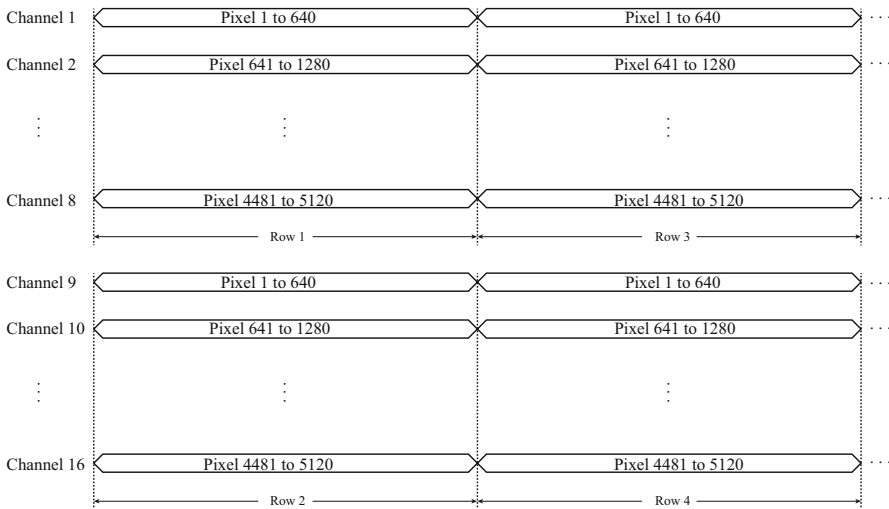 Channel 1 Pixel 1 to 640 Pixel 1 to 640 . . .
Channel 2 Pixel 641 to 1280 Pixel 641 to 1280 . . .
Channel 8 Pixel 4481 to 5120 Pixel 4481 to 5120 . . .
Row 1 Row 3
Channel 9 Pixel 1 to 640 Pixel 1 to 640 . . .
Channel 10 Pixel 641 to 1280 Pixel 641 to 1280 . . .
Channel 16 Pixel 4481 to 5120 Pixel 4481 to 5120 . . .
Row 2 Row 4